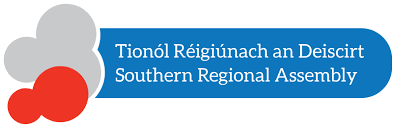 Tionól Réigiúnach an Deiscirt
Southern Regional Assembly